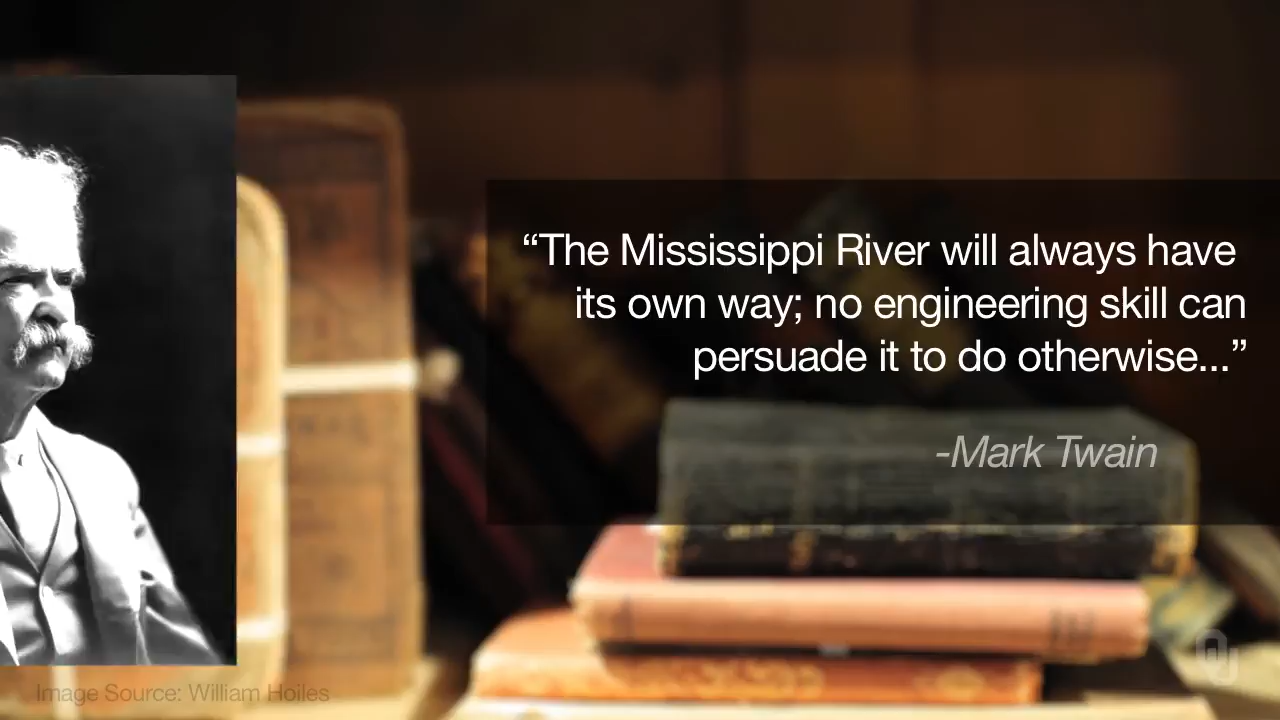 “The Mississippi River will always have
its own way; no engineering skill can
persuade it to do otherwise...”
-Mark Twain
Image Source: William Hoiles